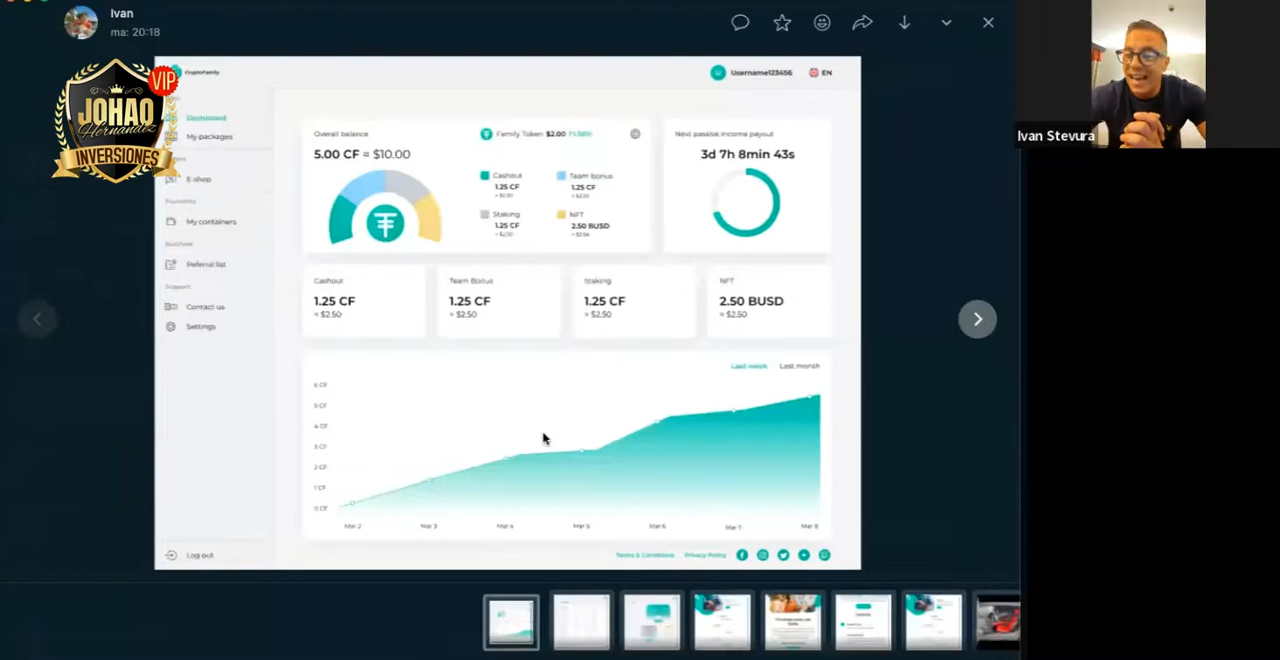 Ivan
ma: 20:18
VIP
JOHAO
Hernandez
INVERSIONES
CryptoFamily
Username123456
EN
Dashboard
My packages
E-shop
Payments
My containers
Referral list
Support
Contact us
Settings
Log out
Overall balance
5.00 CF ≈ $10.00
Family Token $2.00
Cashout
1.25 CF
Team bonus
1.25 CF
Staking
1.25 CF
≈ $2.50
NFT
2.50 BUSD
Next passive income payout
3d 7h 8min 43s
Cashout
1.25 CF
≈ $2.50
Team Bonus
1.25 CF
≈ $2.50
Staking
1.25 CF
≈ $2.50
NFT
2.50 BUSD
≈ $2.50
Last week
Last month
6 CF
5 CF
4 CF
3 CF
2 CF
1 CF
0 CF
Mar 2
Mar 3
Mar 4
Mar 5
Mar 6
Mar 7
Mar 8
Terms & Conditions
Privacy Policy
Ivan Stevura